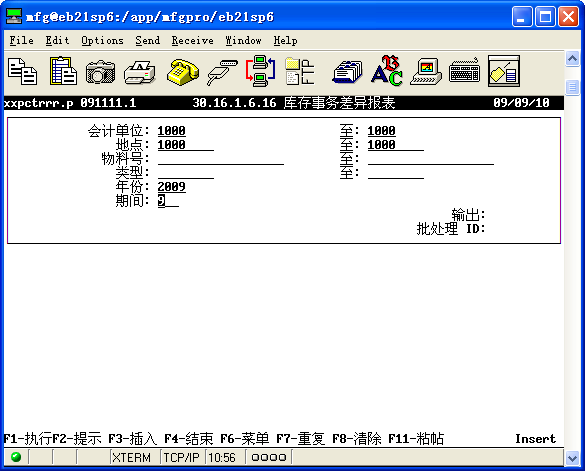 mfg@eb21sp6:/app/mfgpro/eb21sp6
File Edit Options Send Receive Window Help
xxpctrrr.p 091111.1 30.16.1.6.16 库存事务差异报表 09/09/10
会计单位: 1000 至: 1000
地点: 1000 至: 1000
物料号: 至:
类型: 至:
年份: 2009
期间: 9
输出:
批处理 ID:
F1-执行F2-提示 F3-插入 F4-结束 F6-菜单 F7-重复 F8-清除 F11-粘帖 Insert
XTERM TCP/IP 10:56